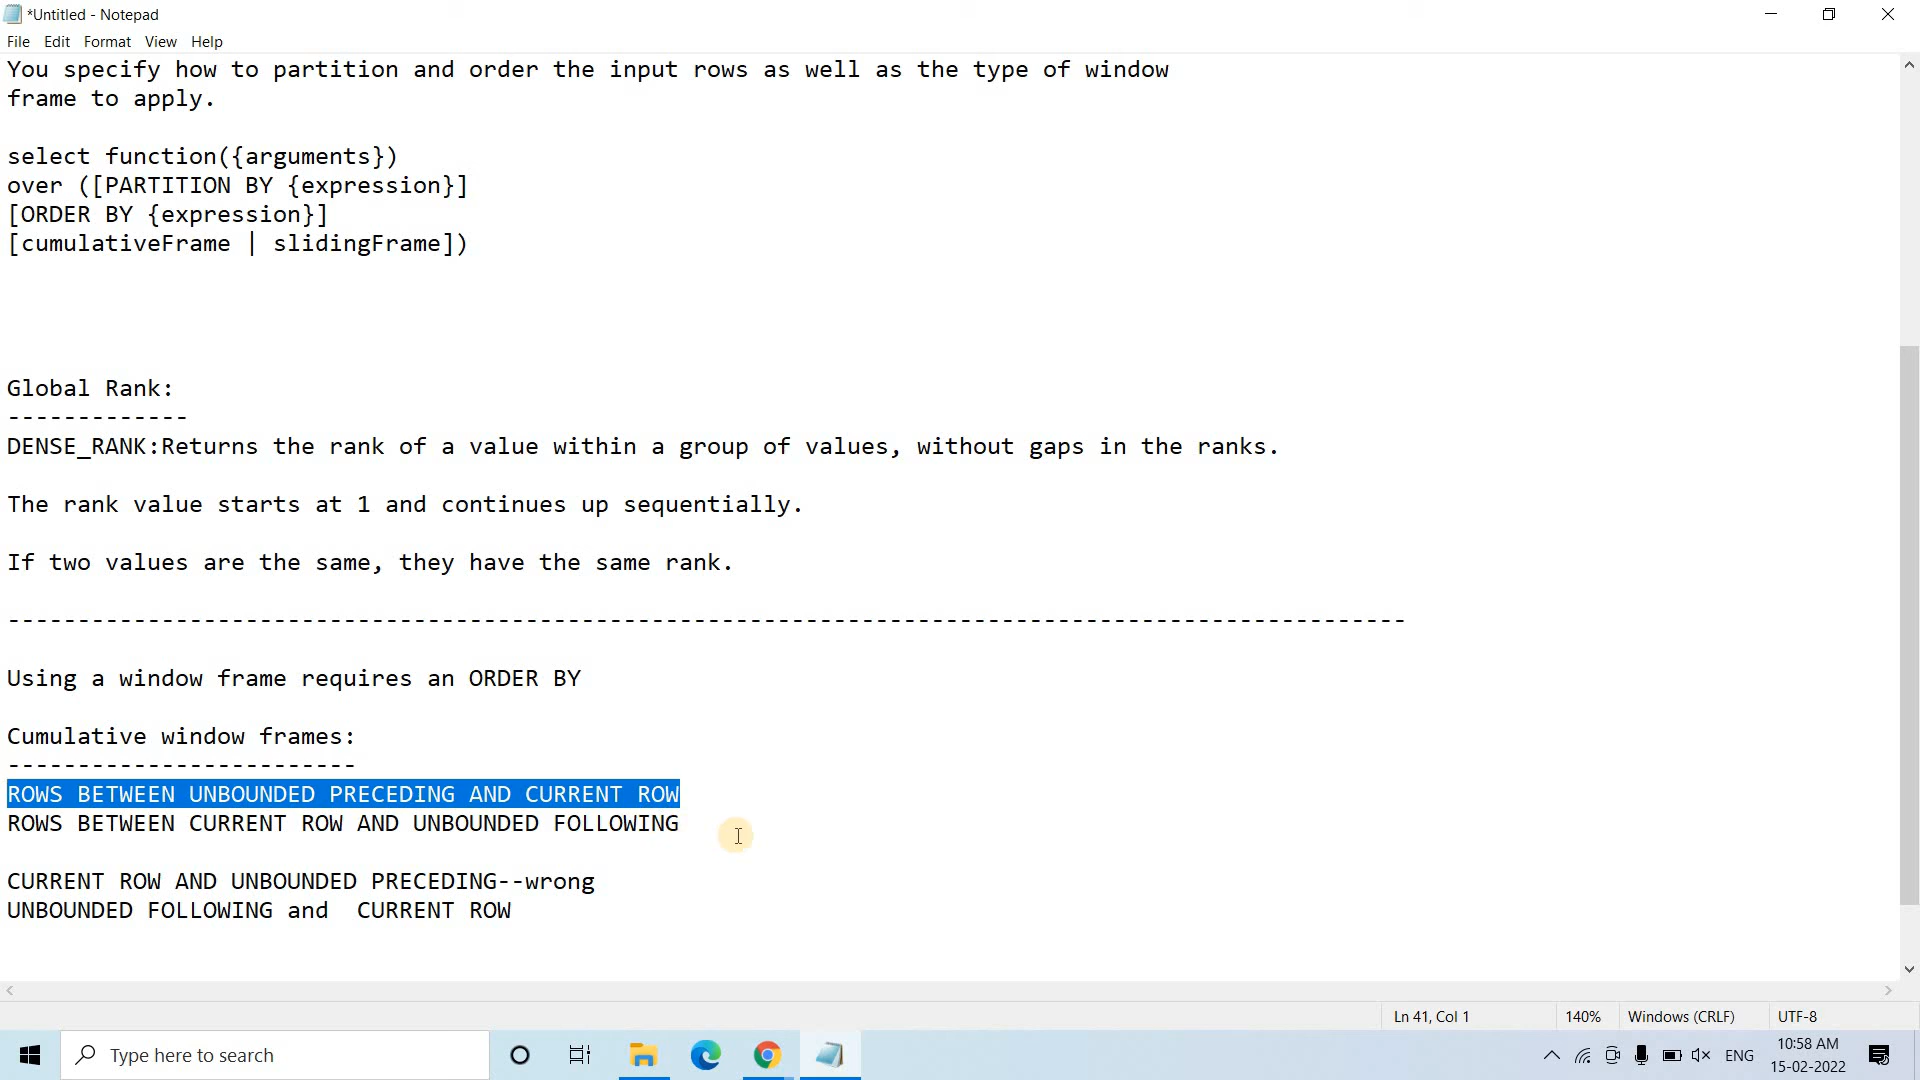 *Untitled - Notepad
File Edit Format View Help
You specify how to partition and order the input rows as well as the type of window
frame to apply.
select function({arguments})
over ([PARTITION BY {expression}]
[ORDER BY {expression}]
[cumulativeFrame | slidingFrame])
Global Rank:
-------------
DENSE_RANK:Returns the rank of a value within a group of values, without gaps in the ranks.
The rank value starts at 1 and continues up sequentially.
If two values are the same, they have the same rank.
----------------------------------------------------------------------------------------------------
Using a window frame requires an ORDER BY
Cumulative window frames:
-------------------------
ROWS BETWEEN UNBOUNDED PRECEDING AND CURRENT ROW
ROWS BETWEEN CURRENT ROW AND UNBOUNDED FOLLOWING
CURRENT ROW AND UNBOUNDED PRECEDING--wrong
UNBOUNDED FOLLOWING and  CURRENT ROW
Ln 41, Col 1 140% Windows (CRLF) UTF-8
Type here to search
ENG
10:58 AM
15-02-2022